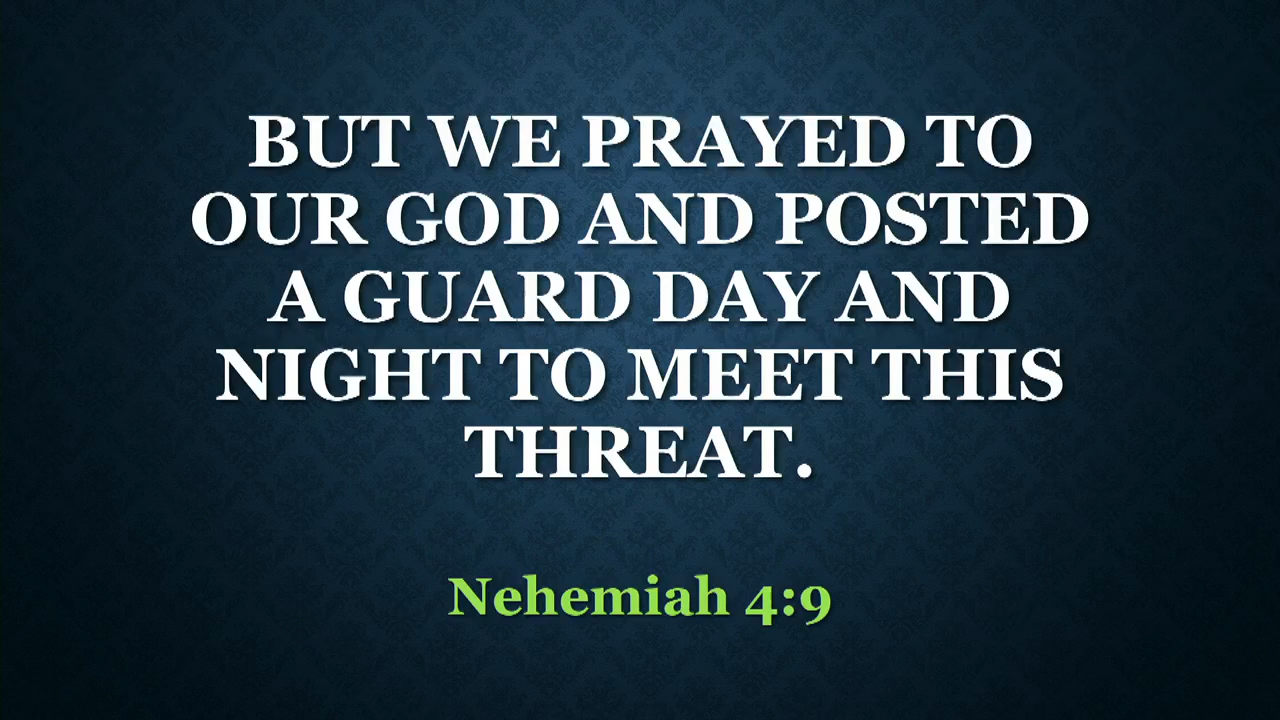 BUT WE PRAYED TO
OUR GOD AND POSTED
A GUARD DAY AND
NIGHT TO MEET THIS
THREAT.
Nehemiah 4:9